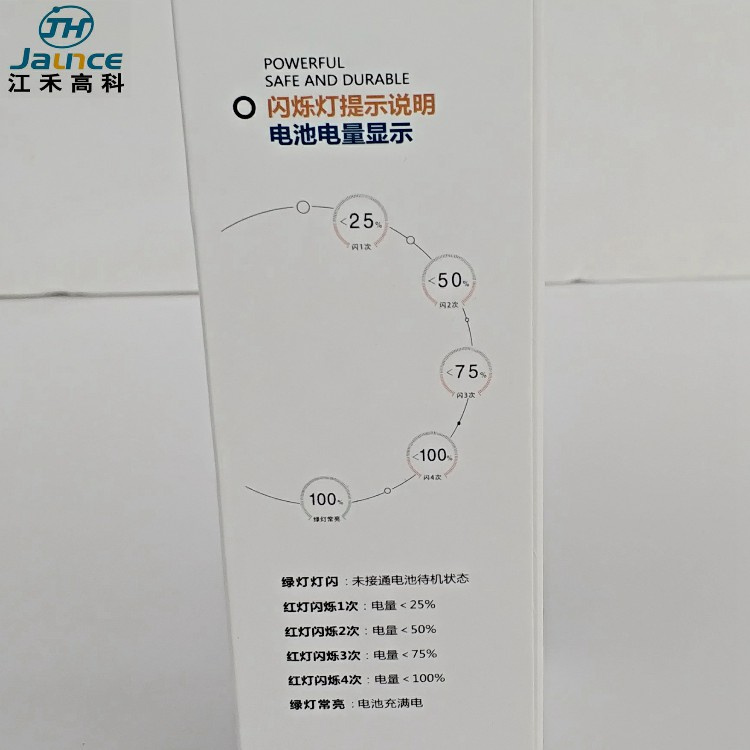 JH
Jaince
江禾高科
POWERFUL
SAFE AND DURABLE
闪烁灯提示说明
电池电量显示
<25%
闪1次
<50%
闪2次
<75%
闪3次
<100%
闪4次
100%
绿灯常亮
绿灯灯闪：未接通电池待机状态
红灯闪烁1次：电量＜25%
红灯闪烁2次：电量＜50%
红灯闪烁3次：电量＜75%
红灯闪烁4次：电量＜100%
绿灯常亮：电池充满电